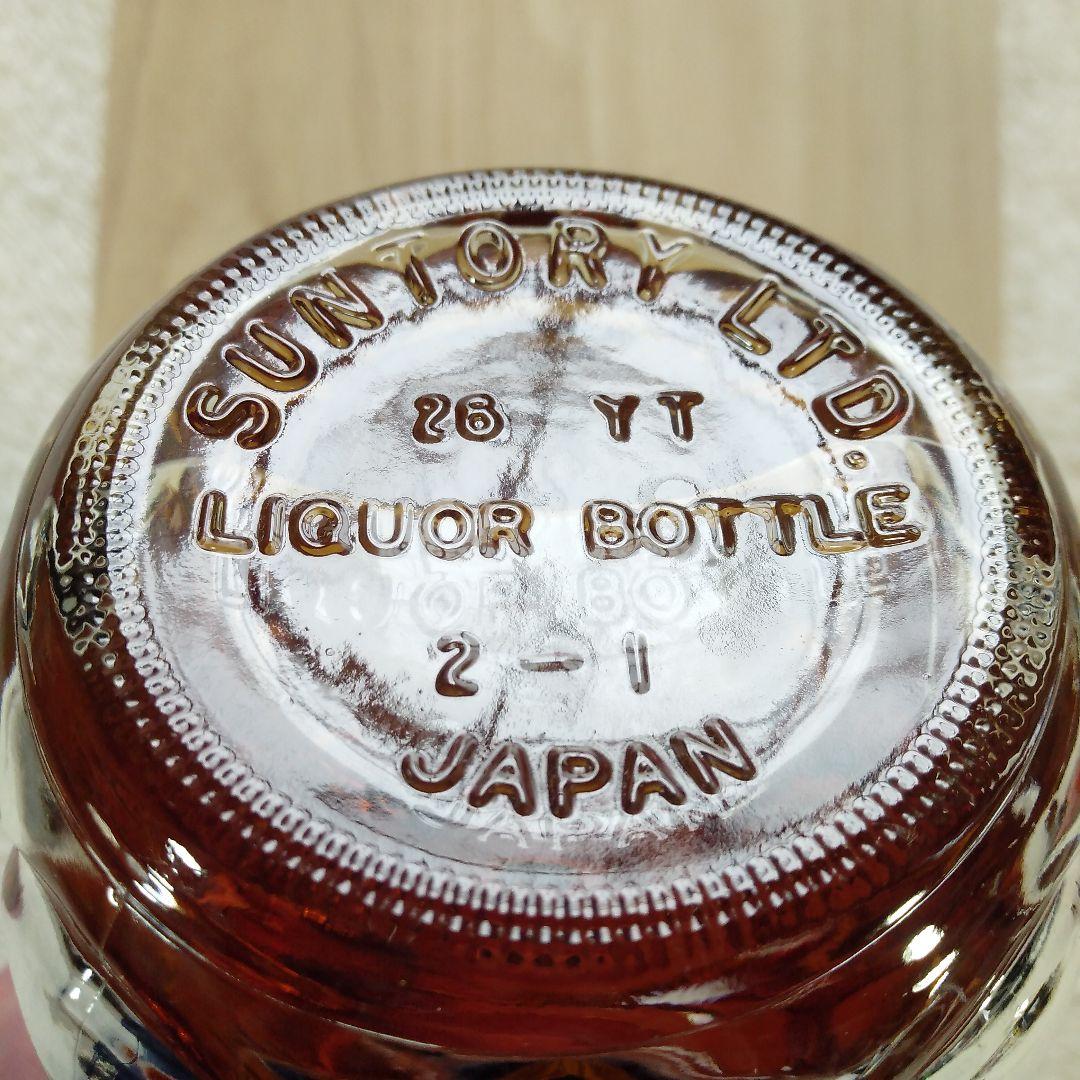 SUNTORY LTD.
26 YT
LIQUOR BOTTLE
2-1
JAPAN